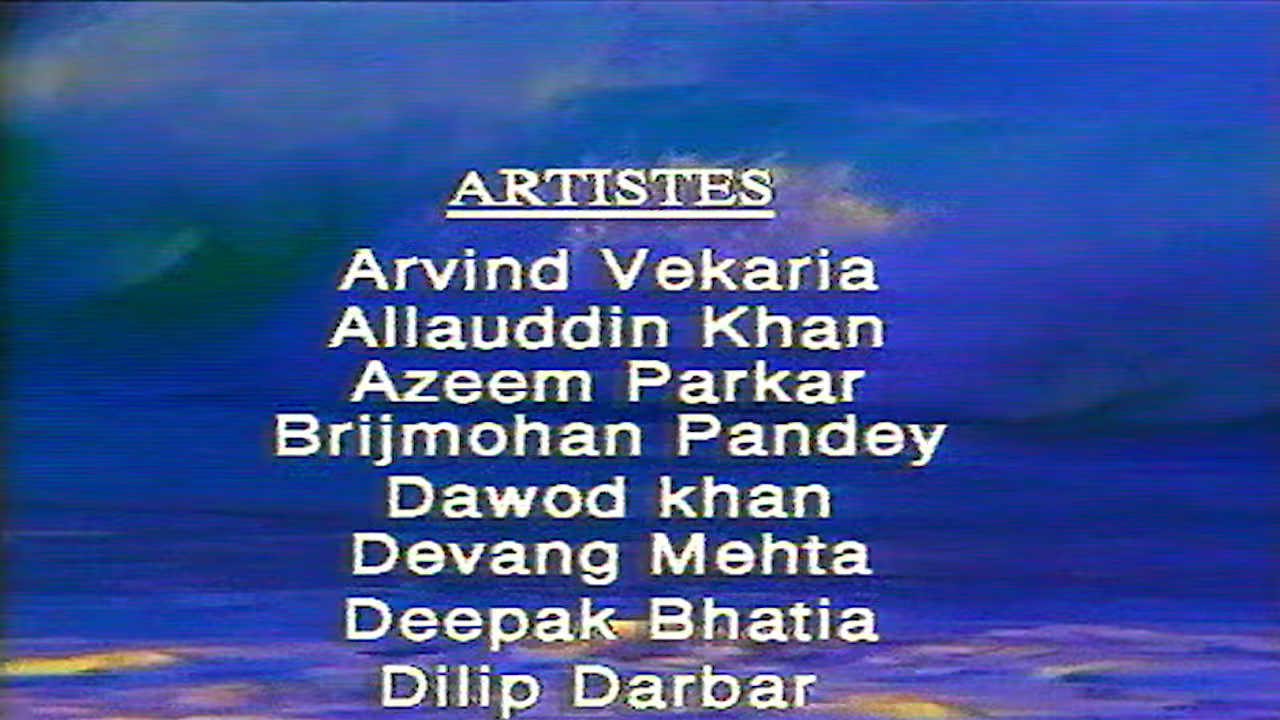 ARTISTES
Arvind Vekaria
Allauddin Khan
Azeem Parkar
Brijmohan Pandey
Dawod khan
Devang Mehta
Deepak Bhatia
Dilip Darbar